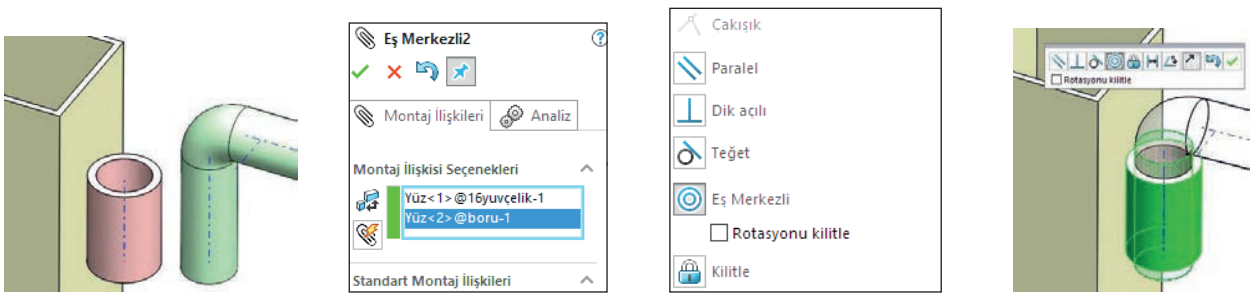 Eş Merkezli2
Montaj İlişkileri
Analiz
Montaj İlişkisi Seçenekleri
Yüz<1>@16yuvçelik-1
Yüz<2>@boru-1
Standart Montaj İlişkileri
Çakışık
Paralel
Dik açılı
Teğet
Eş Merkezli
Rotasyonu kilitle
Kilitle
Rotasyonu kilitle